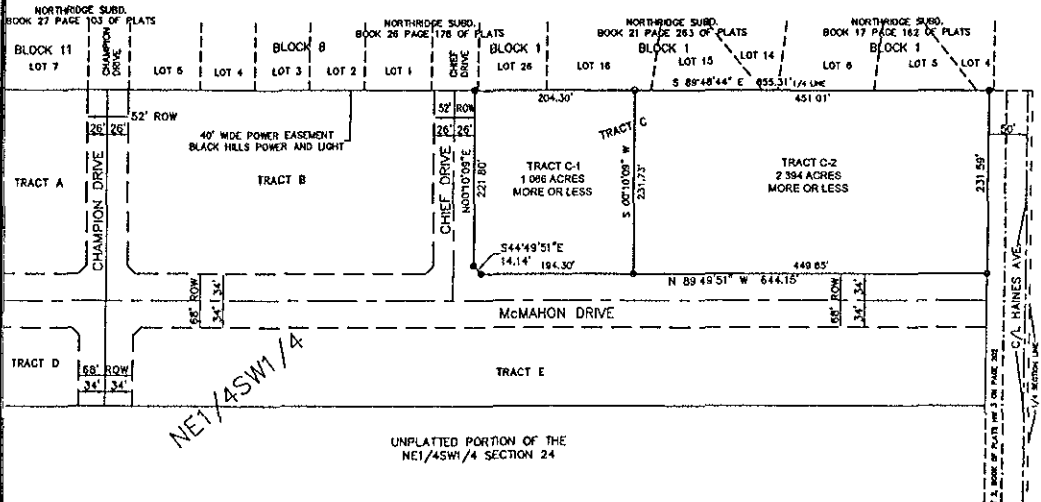 NORTHRIDGE SUBD.
BOOK 27 PAGE 103 OF PLATS
NORTHRIDGE SUBD.
BOOK 26 PAGE 178 OF PLATS
NORTHRIDGE SUBD.
BOOK 21 PAGE 263 OF PLATS
NORTHRIDGE SUBD.
BOOK 17 PAGE 162 OF PLATS
BLOCK 11
LOT 7
CHAMPION
DRIVE
BLOCK 8
LOT 4
LOT 3
LOT 2
LOT 1
CHIEF
DRIVE
BLOCK 1
LOT 26
LOT 16
BLOCK 1
LOT 15
LOT 14
BLOCK 1
LOT 6
LOT 5
LOT 4
S 89°48'44" E 655.31'
1/4 LINE
204.30'
451.01'
52' ROW
26' 26'
40' WIDE POWER EASEMENT
BLACK HILLS POWER AND LIGHT
52' ROW
26' 26'
50'
TRACT A
CHAMPION DRIVE
TRACT B
CHIEF DRIVE
N00°10'09"E
221.80'
TRACT C
TRACT C-1
1.086 ACRES
MORE OR LESS
S 00°10'09" W
231.73'
TRACT C-2
2.394 ACRES
MORE OR LESS
231.59'
C/L HAINES AVE.
1/4 SECTION LINE
S44°49'51"E
14.14'
194.30'
449.85'
N 89°49'51" W 644.15'
68' ROW
34' 34'
McMAHON DRIVE
68' ROW
34' 34'
TRACT D
68' ROW
34' 34'
NE1/4SW1/4
TRACT E
UNPLATTED PORTION OF THE
NE1/4SW1/4 SECTION 24